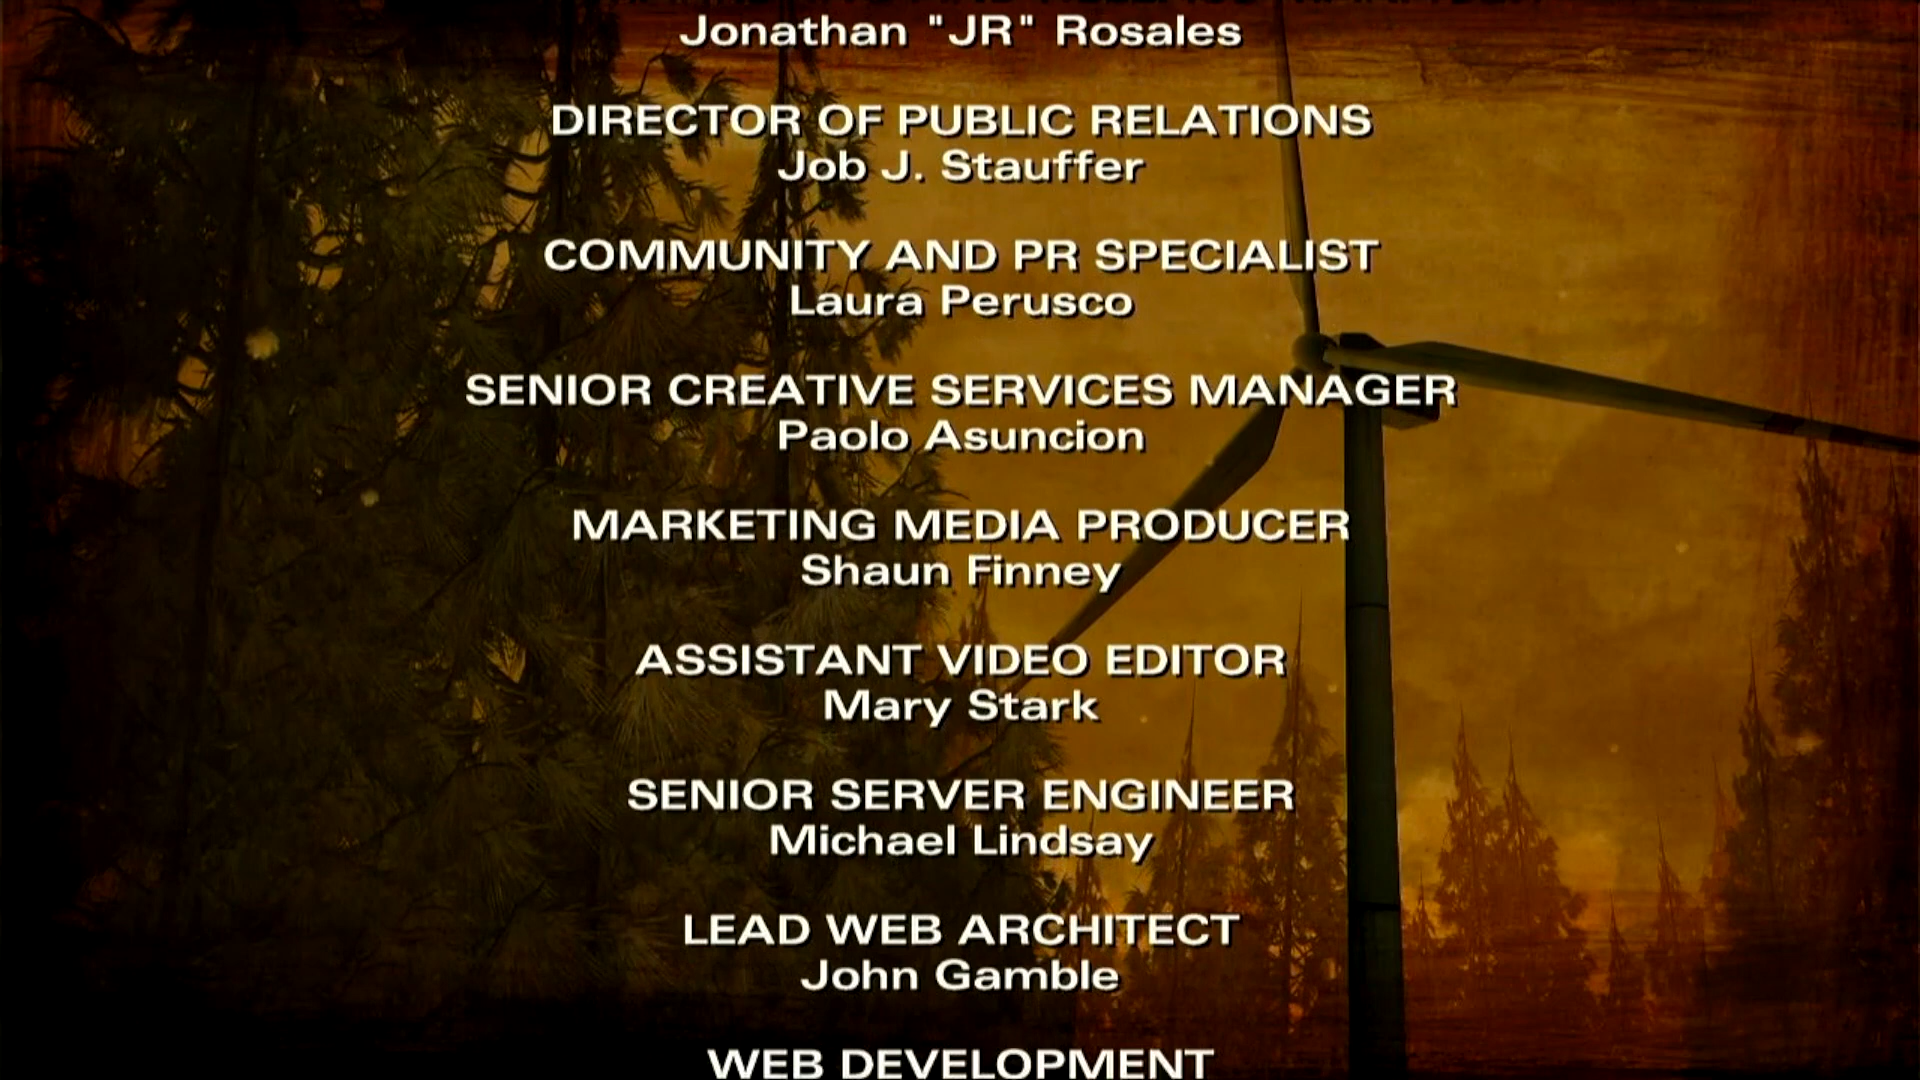 Jonathan "JR" Rosales
DIRECTOR OF PUBLIC RELATIONS
Job J. Stauffer
COMMUNITY AND PR SPECIALIST
Laura Perusco
SENIOR CREATIVE SERVICES MANAGER
Paolo Asuncion
MARKETING MEDIA PRODUCER
Shaun Finney
ASSISTANT VIDEO EDITOR
Mary Stark
SENIOR SERVER ENGINEER
Michael Lindsay
LEAD WEB ARCHITECT
John Gamble
WEB DEVELOPMENT